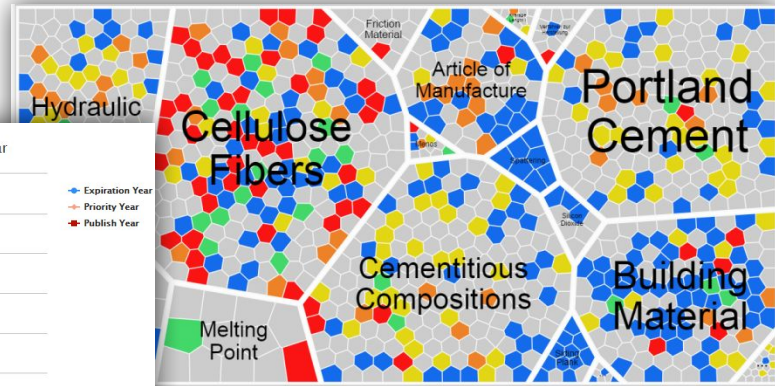 Friction
Material
Article of
Manufacture
Hydraulic
Cellulose
Fibers
Portland
Cement
Expiration Year
Priority Year
Publish Year
Silicon
Dioxide
Cementitious
Compositions
Building
Material
Melting
Point
...